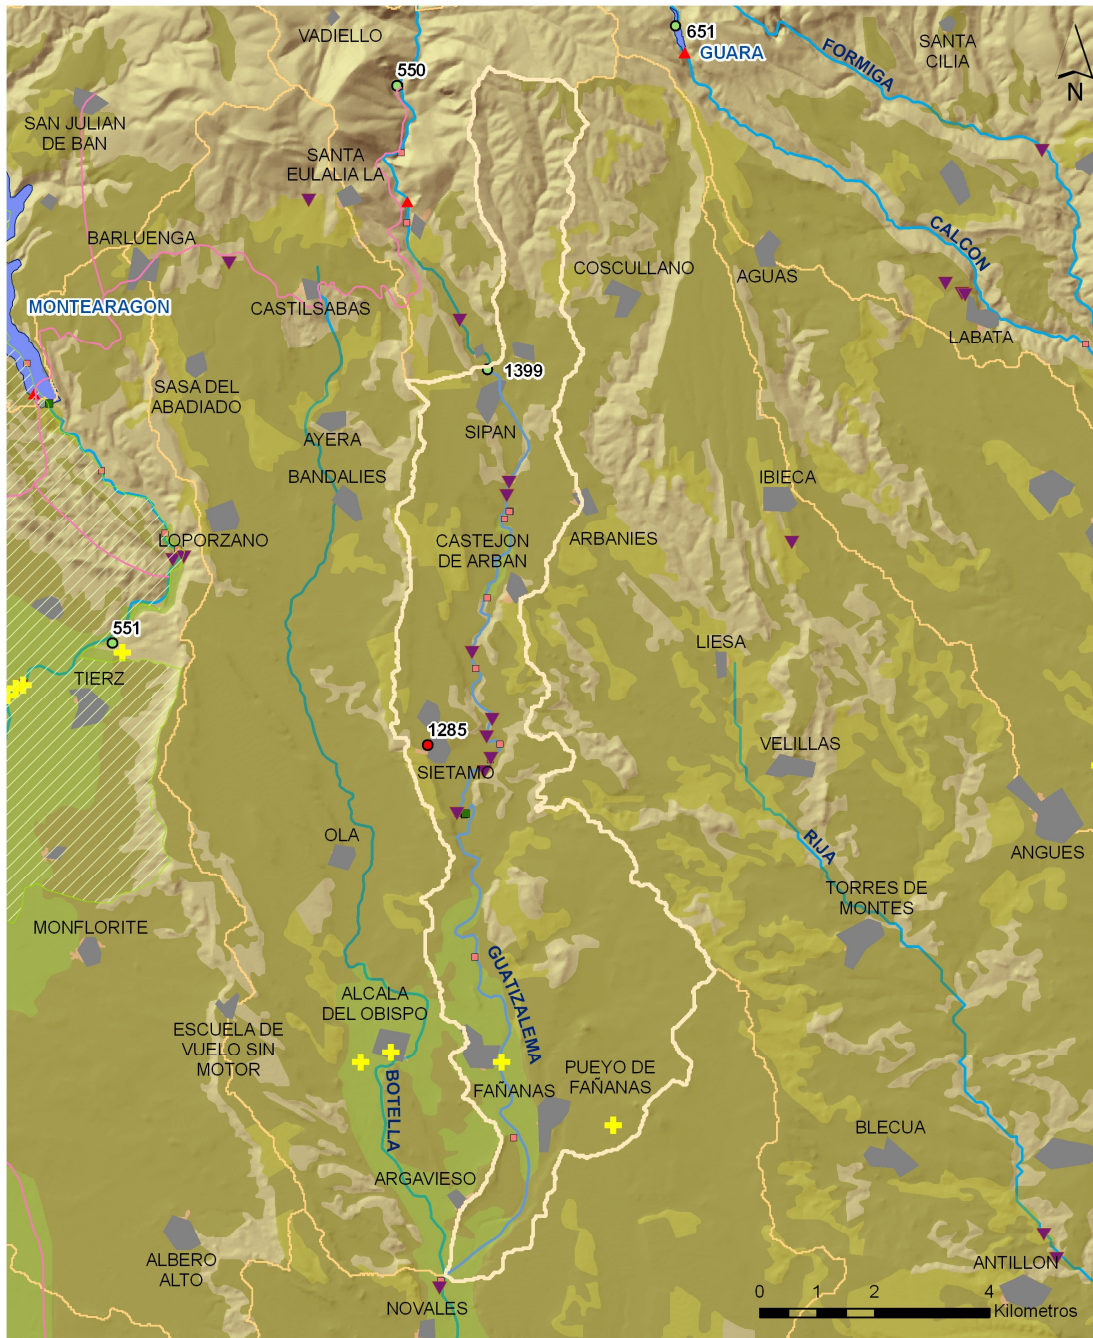 VADIELLO
651
GUARA
FORMIGA
SANTA
CILIA
N
550
SAN JULIAN
DE BAN
SANTA
EULALIA LA
BARLUENGA
CALCON
COSCULLANO
AGUAS
MONTEARAGON
CASTILSABAS
LABATA
1399
SASA DEL
ABADIADO
AYERA
SIPAN
BANDALIES
IBIECA
LOPORZANO
CASTEJON
DE ARBAN
ARBANIES
551
TIERZ
LIESA
1285
SIETAMO
VELILLAS
OLA
RIJA
ANGUES
TORRES DE
MONTES
MONFLORITE
GUATIZALEMA
ALCALA
DEL OBISPO
ESCUELA DE
VUELO SIN
MOTOR
BOTELLA
FAÑANAS
PUEYO DE
FAÑANAS
BLECUA
ARGAVIESO
ALBERO
ALTO
NOVALES
ANTILLON
0 1 2 4
Kilometros